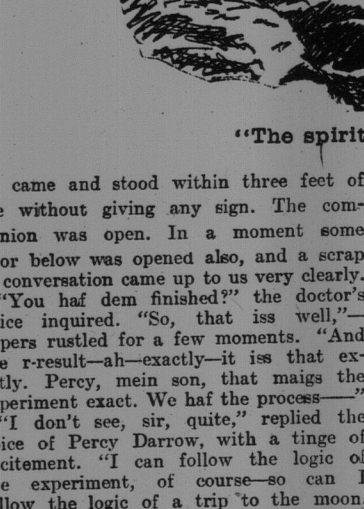 "The spirit
came and stood within three feet of
e without giving any sign. The com-
nion was open. In a moment some
or below was opened also, and a scrap
conversation came up to us very clearly.
"You haf dem finished?" the doctor's
ice inquired. "So, that iss well,"—
pers rustled for a few moments. "And
e r-result—ah—exactly—it iss that ex-
tly. Percy, mein son, that maigs the
periment exact. We haf the process——"
"I don't see, sir, quite," replied the
ice of Percy Darrow, with a tinge of
citement. "I can follow the logic of
e experiment, of course—so can I
llow the logic of a trip to the moon.